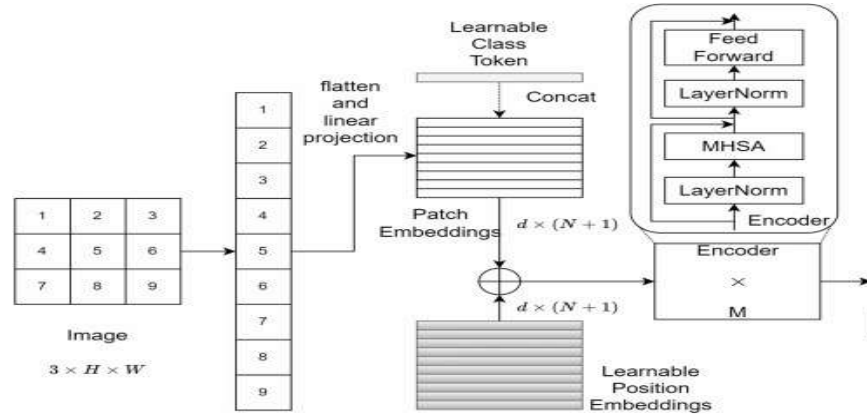 Learnable
Class
Token
Concat
flatten
and
linear
projection
1
2
3
4
5
6
7
8
9
1 2 3
4 5 6
7 8 9
Image
3 × H × W
Patch
Embeddings
d × (N + 1)
d × (N + 1)
Learnable
Position
Embeddings
Feed
Forward
LayerNorm
MHSA
LayerNorm
Encoder
Encoder
×
M